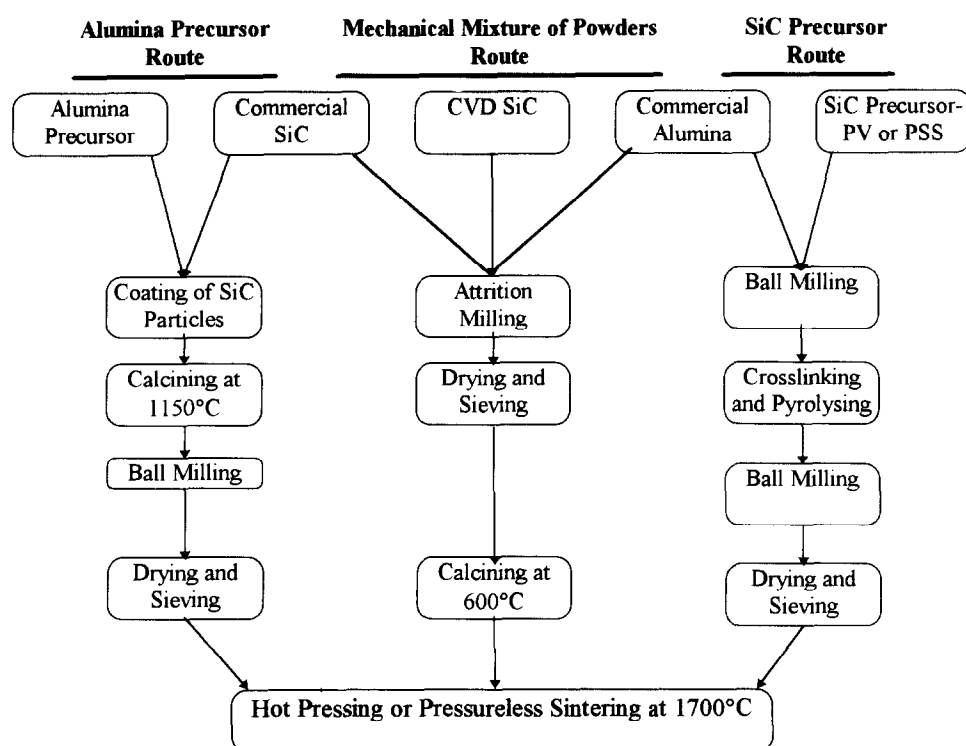 Alumina Precursor
Route
Mechanical Mixture of Powders
Route
SiC Precursor
Route
Alumina
Precursor
Commercial
SiC
CVD SiC
Commercial
Alumina
SiC Precursor-
PV or PSS
Coating of SiC
Particles
Attrition
Milling
Ball Milling
Calcining at
1150°C
Drying and
Sieving
Crosslinking
and Pyrolysing
Ball Milling
Ball Milling
Drying and
Sieving
Calcining at
600°C
Drying and
Sieving
Hot Pressing or Pressureless Sintering at 1700°C